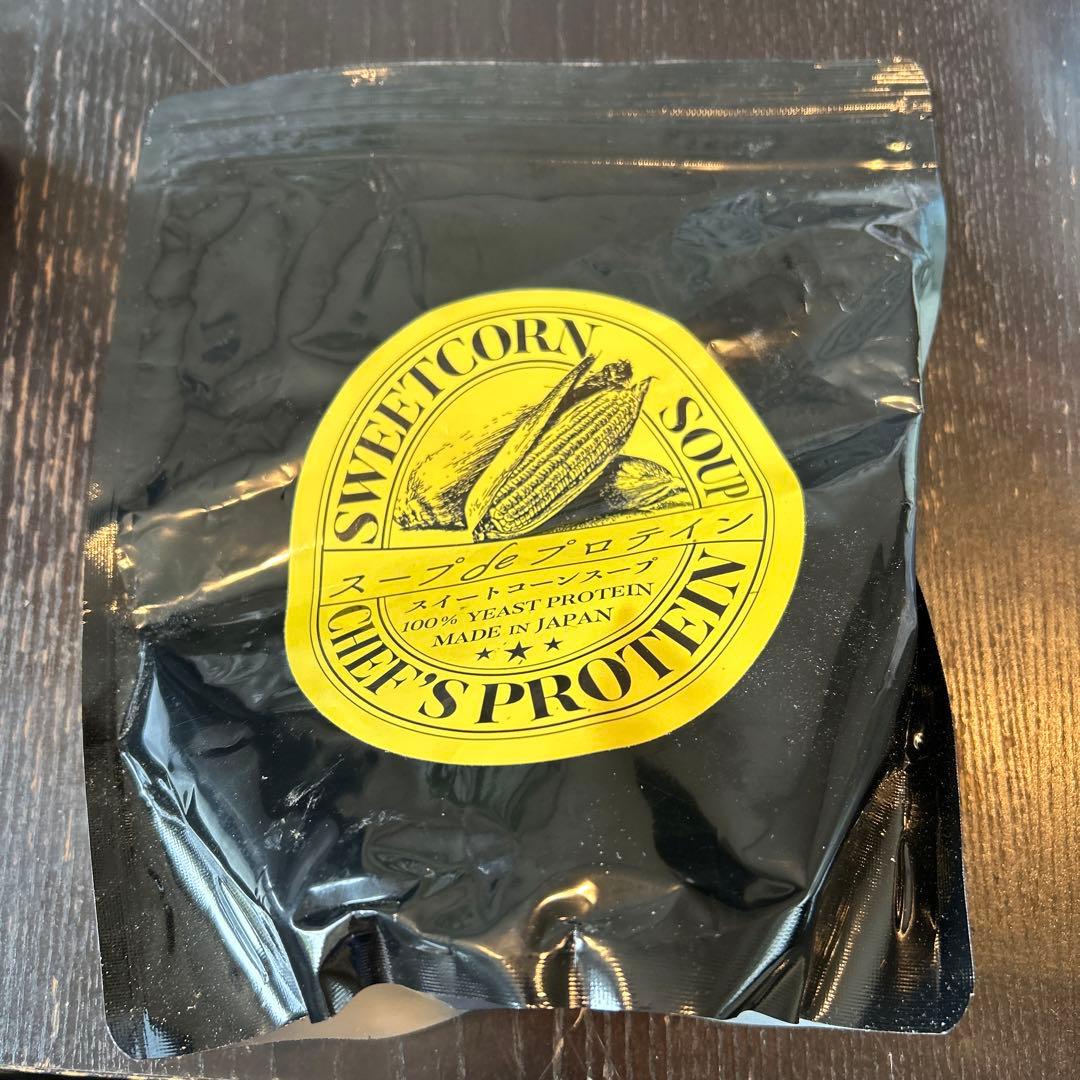 SWEETCORN SOUP
スープdeプロテイン
スイートコーンスープ
100% YEAST PROTEIN
MADE IN JAPAN
CHEF'S PROTEIN